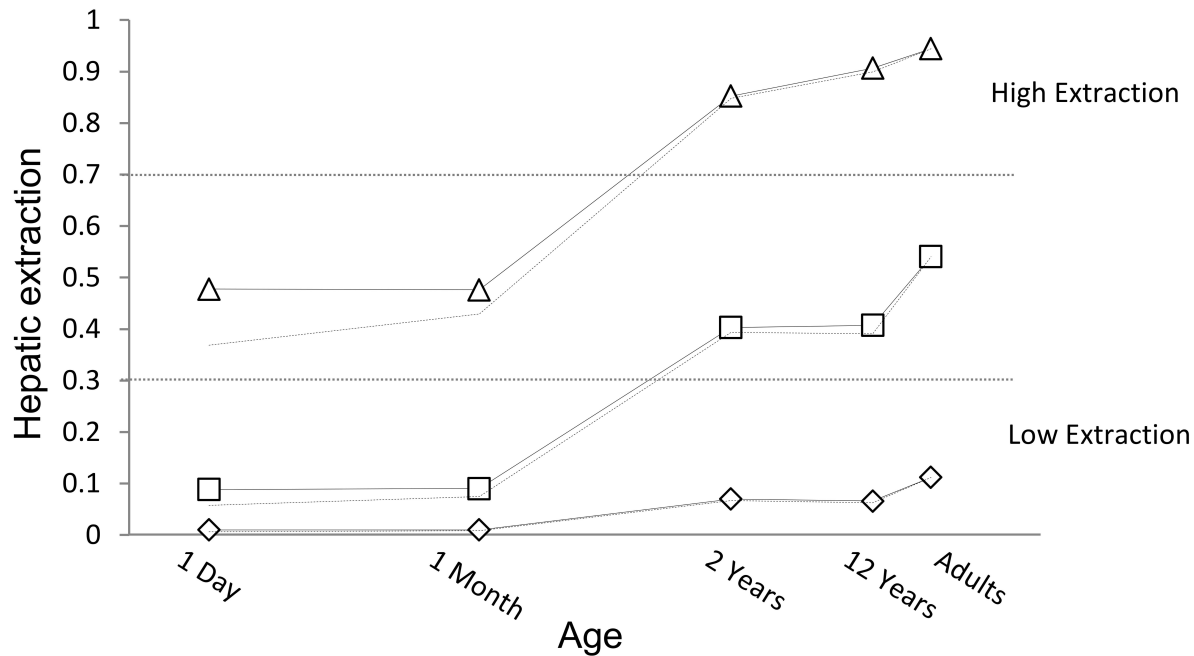 1
0.9
High Extraction
0.8
0.7
0.6
0.5
0.4
0.3
0.2
Low Extraction
0.1
0
Hepatic extraction
1 Day
1 Month
2 Years
12 Years
Adults
Age